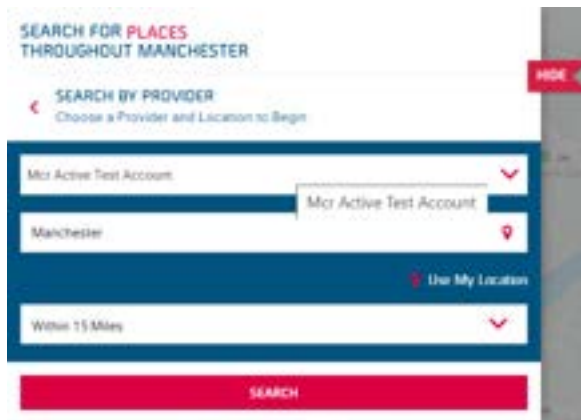 SEARCH FOR PLACES
THROUGHOUT MANCHESTER
HIDE
SEARCH BY PROVIDER
Choose a Provider and Location to Begin
Mcr Active Test Account
Mcr Active Test Account
Manchester
Use My Location
Within 15 Miles
SEARCH